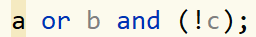 a or b and (!c);